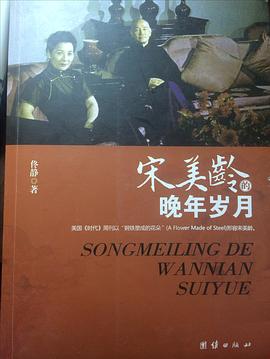 佟静◎著
宋美龄的
晚年岁月
美国《时代》周刊以“钢铁塑成的花朵”(A Flower Made of Steel)形容宋美龄。
SONGMEILING DE
WANNIAN
SUIYUE
团结出版社